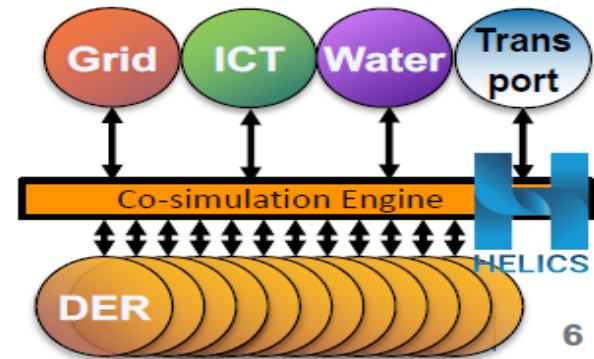 Grid ICT Water Trans
port
Co-simulation Engine
HELICS
DER
6